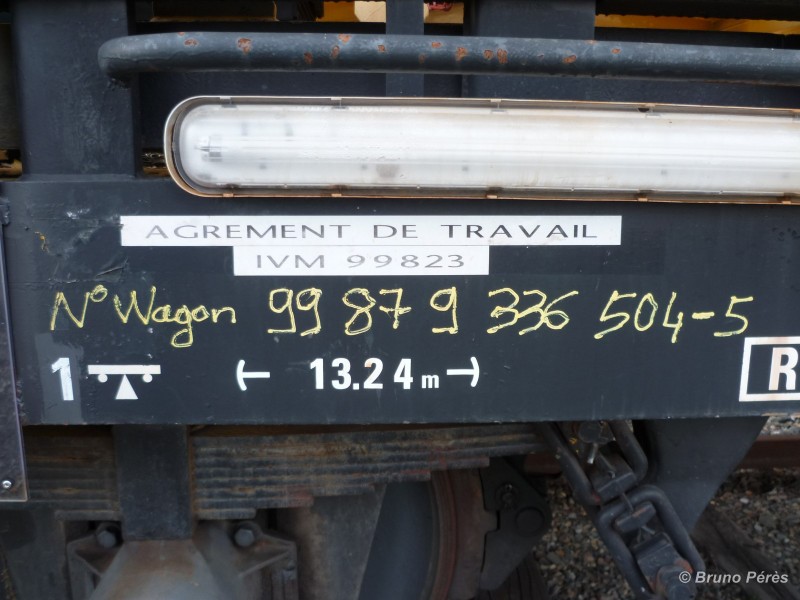 AGREMENT DE TRAVAIL
IVM 99823
N° Wagon 99 87 9 336 504-5
1 13.24 m
R
© Bruno Pérès